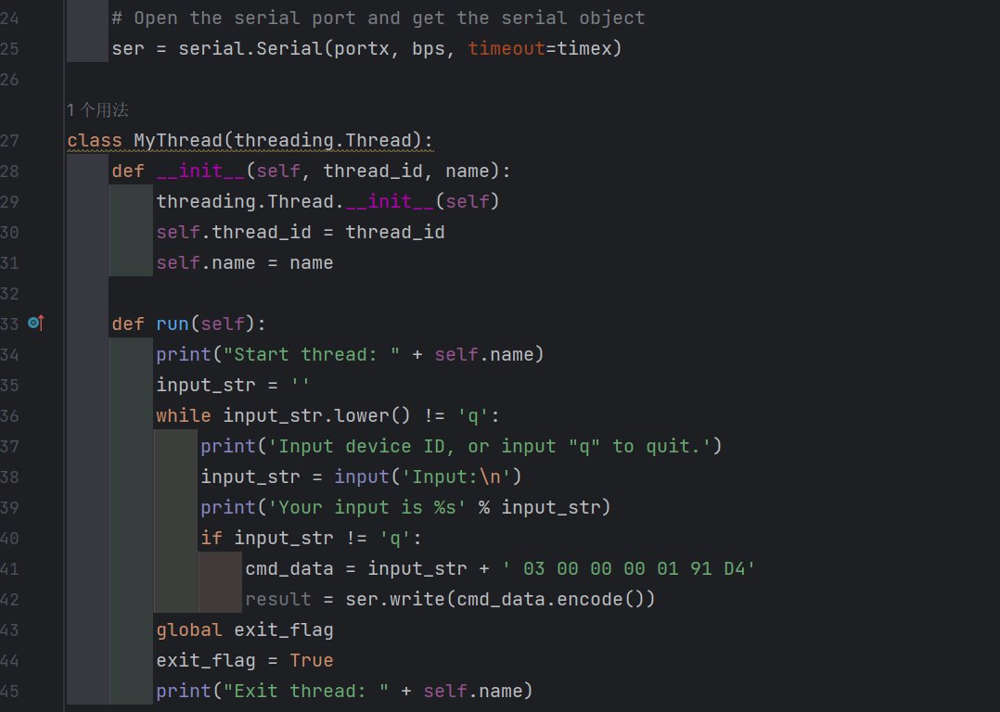 24 # Open the serial port and get the serial object
25 ser = serial.Serial(portx, bps, timeout=timex)
26
1 个用法
27 class MyThread(threading.Thread):
28 def __init__(self, thread_id, name):
29 threading.Thread.__init__(self)
30 self.thread_id = thread_id
31 self.name = name
32
33 def run(self):
34 print("Start thread: " + self.name)
35 input_str = ''
36 while input_str.lower() != 'q':
37 print('Input device ID, or input "q" to quit.')
38 input_str = input('Input:\n')
39 print('Your input is %s' % input_str)
40 if input_str != 'q':
41 cmd_data = input_str + ' 03 00 00 00 01 91 D4'
42 result = ser.write(cmd_data.encode())
43 global exit_flag
44 exit_flag = True
45 print("Exit thread: " + self.name)